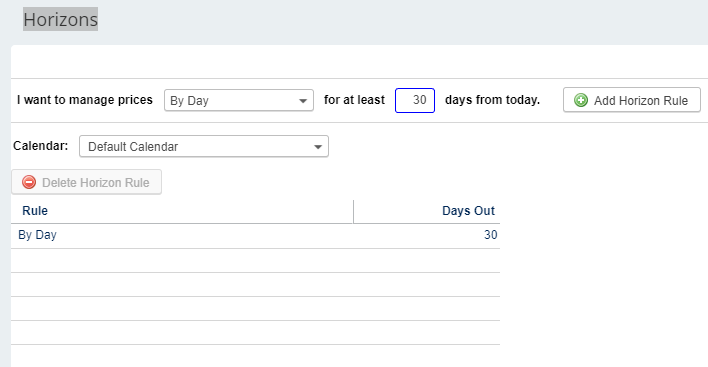 Horizons
I want to manage prices By Day for at least 30 days from today. Add Horizon Rule
Calendar: Default Calendar
Delete Horizon Rule
Rule Days Out
By Day 30